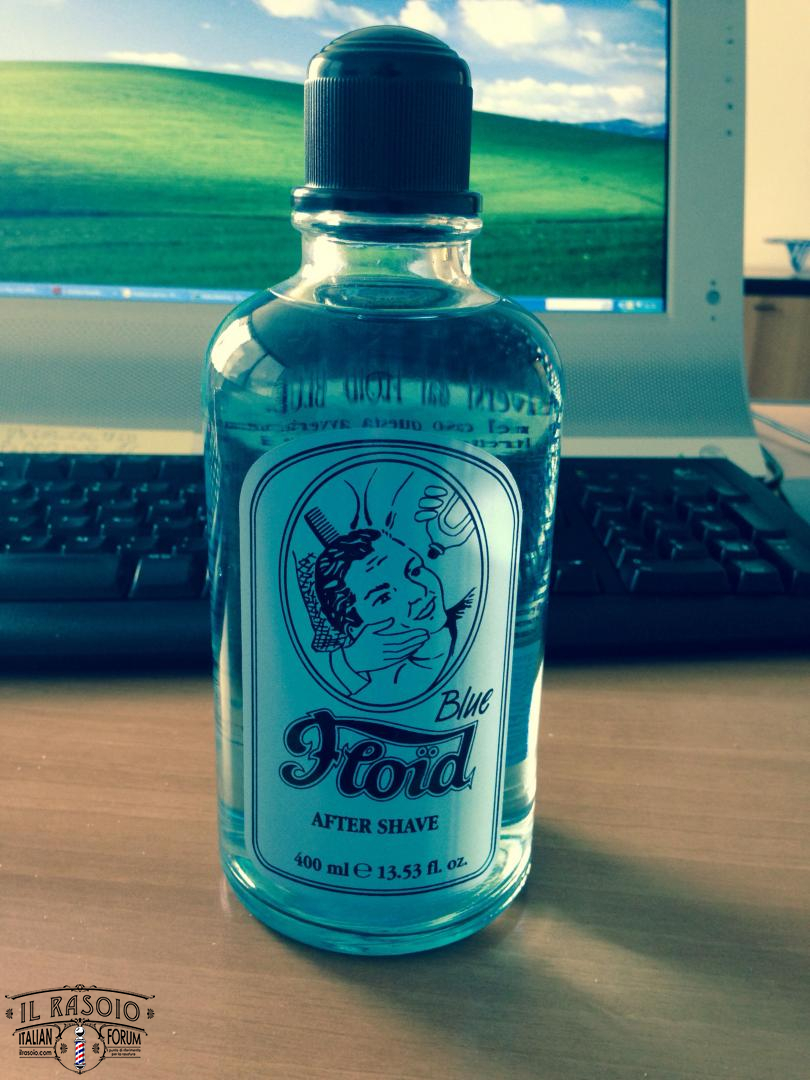 Blue
Floïd
AFTER SHAVE
400 ml ℮ 13.53 fl. oz.
IL RASOIO
ITALIAN FORUM
ilrasoio.com